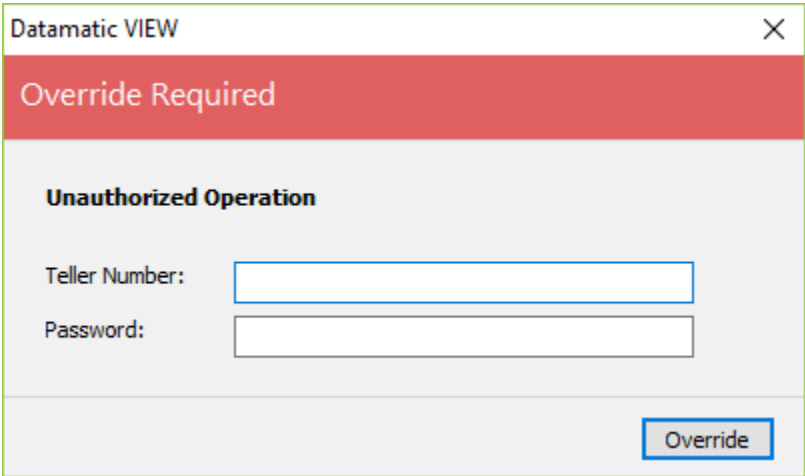 Datamatic VIEW
Override Required
Unauthorized Operation
Teller Number:
Password:
Override